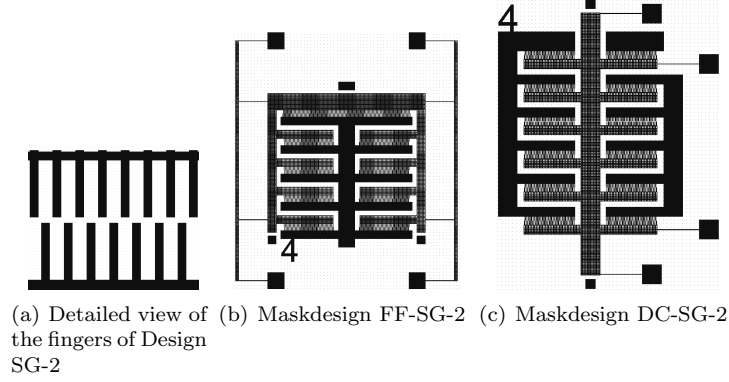 4
4
(a) Detailed view of
the fingers of Design
SG-2
(b) Maskdesign FF-SG-2
(c) Maskdesign DC-SG-2